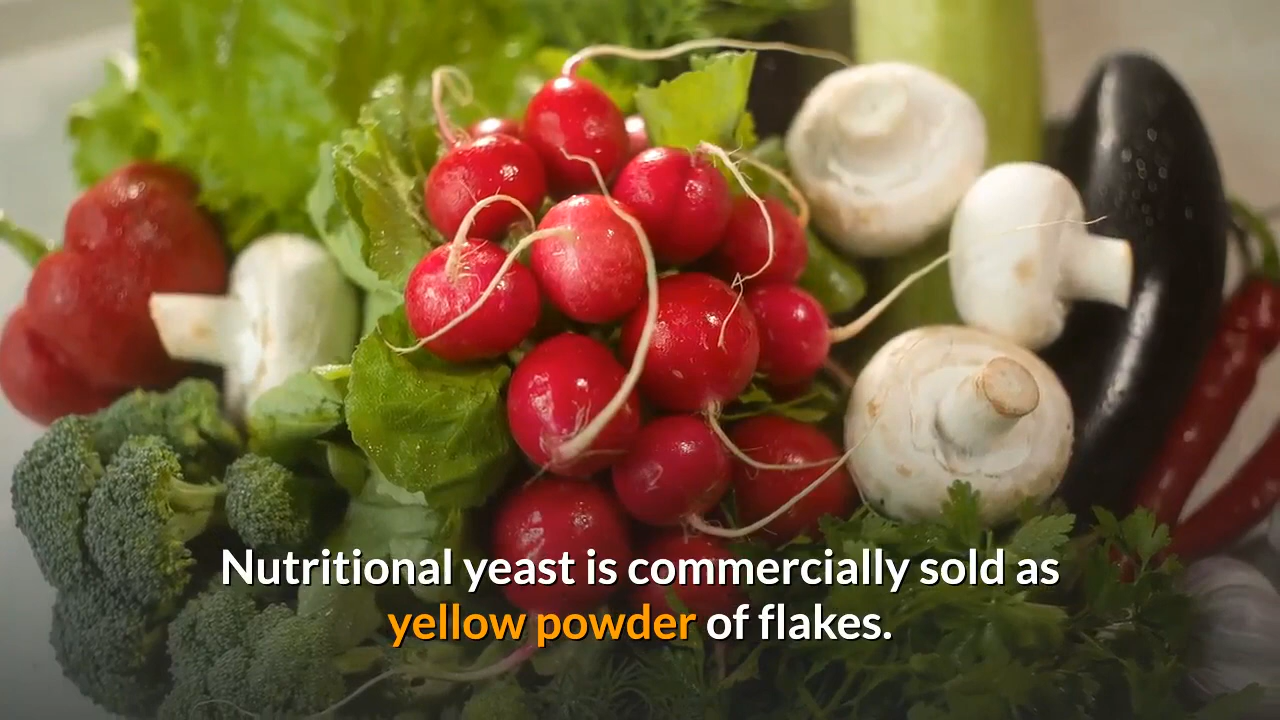 Nutritional yeast is commercially sold as
yellow powder of flakes.